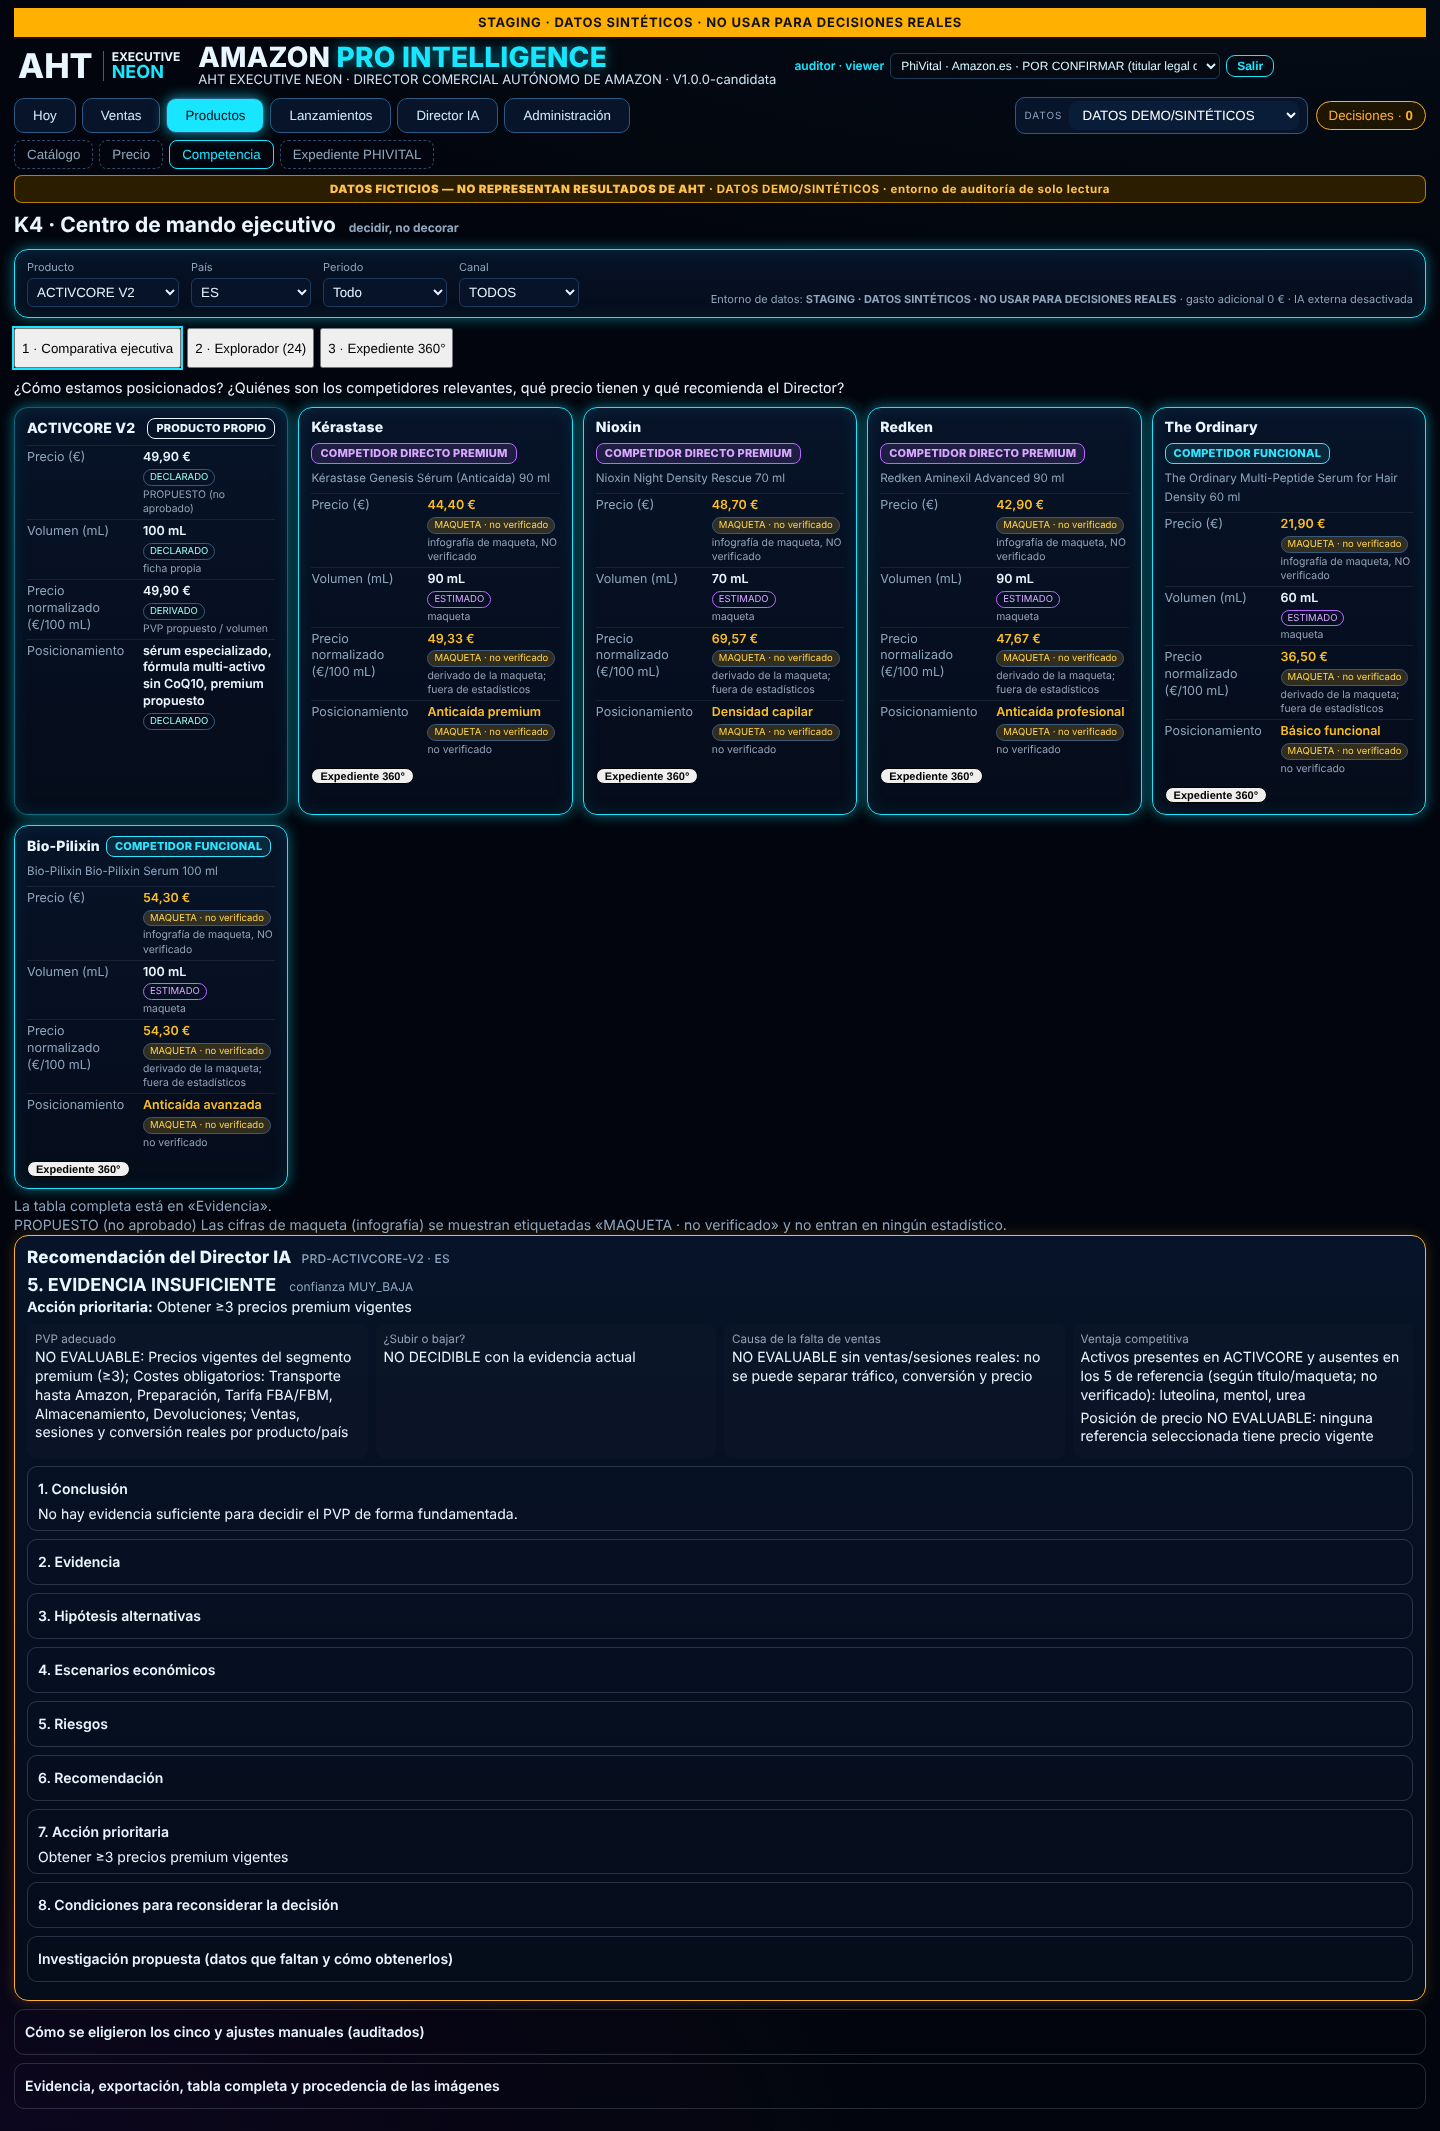 STAGING · DATOS SINTÉTICOS · NO USAR PARA DECISIONES REALES
AHT EXECUTIVE NEON
AMAZON PRO INTELLIGENCE
AHT EXECUTIVE NEON · DIRECTOR COMERCIAL AUTÓNOMO DE AMAZON · V1.0.0-candidata
auditor · viewer
PhiVital · Amazon.es · POR CONFIRMAR (titular legal c
Salir
Hoy
Ventas
Productos
Lanzamientos
Director IA
Administración
DATOS
DATOS DEMO/SINTÉTICOS
Decisiones · 0
Catálogo
Precio
Competencia
Expediente PHIVITAL
DATOS FICTICIOS — NO REPRESENTAN RESULTADOS DE AHT · DATOS DEMO/SINTÉTICOS · entorno de auditoría de solo lectura
K4 · Centro de mando ejecutivo decidir, no decorar
Producto
ACTIVCORE V2
País
ES
Periodo
Todo
Canal
TODOS
Entorno de datos: STAGING · DATOS SINTÉTICOS · NO USAR PARA DECISIONES REALES · gasto adicional 0 € · IA externa desactivada
1 · Comparativa ejecutiva
2 · Explorador (24)
3 · Expediente 360°
¿Cómo estamos posicionados? ¿Quiénes son los competidores relevantes, qué precio tienen y qué recomienda el Director?
ACTIVCORE V2 PRODUCTO PROPIO
Precio (€) 49,90 €
DECLARADO
PROPUESTO (no
aprobado)
Volumen (mL) 100 mL
DECLARADO
ficha propia
Precio
normalizado
(€/100 mL)
49,90 €
DERIVADO
PVP propuesto / volumen
Posicionamiento
sérum especializado,
fórmula multi-activo
sin CoQ10, premium
propuesto
DECLARADO
Kérastase
COMPETIDOR DIRECTO PREMIUM
Kérastase Genesis Sérum (Anticaída) 90 ml
Precio (€) 44,40 €
MAQUETA · no verificado
infografía de maqueta, NO
verificado
Volumen (mL) 90 mL
ESTIMADO
maqueta
Precio
normalizado
(€/100 mL)
49,33 €
MAQUETA · no verificado
derivado de la maqueta;
fuera de estadísticos
Posicionamiento Anticaída premium
MAQUETA · no verificado
no verificado
Expediente 360°
Nioxin
COMPETIDOR DIRECTO PREMIUM
Nioxin Night Density Rescue 70 ml
Precio (€) 48,70 €
MAQUETA · no verificado
infografía de maqueta, NO
verificado
Volumen (mL) 70 mL
ESTIMADO
maqueta
Precio
normalizado
(€/100 mL)
69,57 €
MAQUETA · no verificado
derivado de la maqueta;
fuera de estadísticos
Posicionamiento Densidad capilar
MAQUETA · no verificado
no verificado
Expediente 360°
Redken
COMPETIDOR DIRECTO PREMIUM
Redken Aminexil Advanced 90 ml
Precio (€) 42,90 €
MAQUETA · no verificado
infografía de maqueta, NO
verificado
Volumen (mL) 90 mL
ESTIMADO
maqueta
Precio
normalizado
(€/100 mL)
47,67 €
MAQUETA · no verificado
derivado de la maqueta;
fuera de estadísticos
Posicionamiento Anticaída profesional
MAQUETA · no verificado
no verificado
Expediente 360°
The Ordinary
COMPETIDOR FUNCIONAL
The Ordinary Multi-Peptide Serum for Hair
Density 60 ml
Precio (€) 21,90 €
MAQUETA · no verificado
infografía de maqueta, NO
verificado
Volumen (mL) 60 mL
ESTIMADO
maqueta
Precio
normalizado
(€/100 mL)
36,50 €
MAQUETA · no verificado
derivado de la maqueta;
fuera de estadísticos
Posicionamiento Básico funcional
MAQUETA · no verificado
no verificado
Expediente 360°
Bio-Pilixin COMPETIDOR FUNCIONAL
Bio-Pilixin Bio-Pilixin Serum 100 ml
Precio (€) 54,30 €
MAQUETA · no verificado
infografía de maqueta, NO
verificado
Volumen (mL) 100 mL
ESTIMADO
maqueta
Precio
normalizado
(€/100 mL)
54,30 €
MAQUETA · no verificado
derivado de la maqueta;
fuera de estadísticos
Posicionamiento Anticaída avanzada
MAQUETA · no verificado
no verificado
Expediente 360°
La tabla completa está en «Evidencia».
PROPUESTO (no aprobado) Las cifras de maqueta (infografía) se muestran etiquetadas «MAQUETA · no verificado» y no entran en ningún estadístico.
Recomendación del Director IA PRD-ACTIVCORE-V2 · ES
5. EVIDENCIA INSUFICIENTE confianza MUY_BAJA
Acción prioritaria: Obtener ≥3 precios premium vigentes
PVP adecuado
NO EVALUABLE: Precios vigentes del segmento
premium (≥3); Costes obligatorios: Transporte
hasta Amazon, Preparación, Tarifa FBA/FBM,
Almacenamiento, Devoluciones; Ventas,
sesiones y conversión reales por producto/país
¿Subir o bajar?
NO DECIDIBLE con la evidencia actual
Causa de la falta de ventas
NO EVALUABLE sin ventas/sesiones reales: no
se puede separar tráfico, conversión y precio
Ventaja competitiva
Activos presentes en ACTIVCORE y ausentes en
los 5 de referencia (según título/maqueta; no
verificado): luteolina, mentol, urea
Posición de precio NO EVALUABLE: ninguna
referencia seleccionada tiene precio vigente
1. Conclusión
No hay evidencia suficiente para decidir el PVP de forma fundamentada.
2. Evidencia
3. Hipótesis alternativas
4. Escenarios económicos
5. Riesgos
6. Recomendación
7. Acción prioritaria
Obtener ≥3 precios premium vigentes
8. Condiciones para reconsiderar la decisión
Investigación propuesta (datos que faltan y cómo obtenerlos)
Cómo se eligieron los cinco y ajustes manuales (auditados)
Evidencia, exportación, tabla completa y procedencia de las imágenes